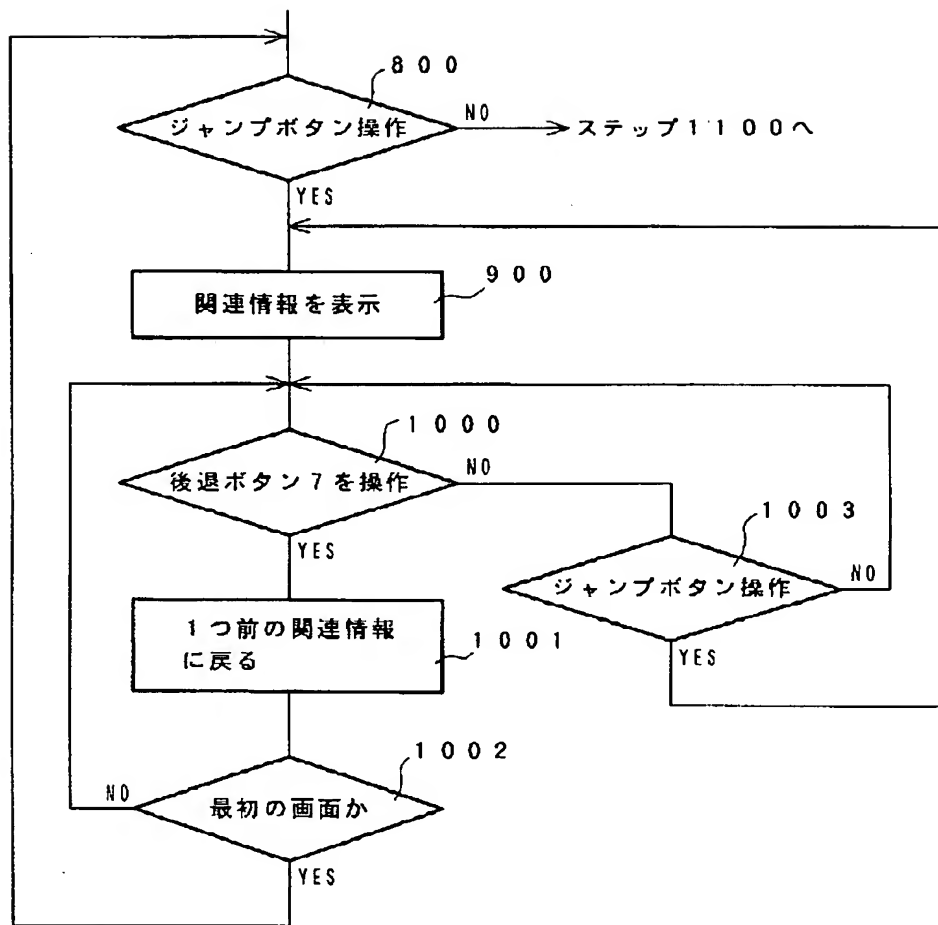 800
ジャンプボタン操作
NO
ステップ1100へ
YES
900
関連情報を表示
1000
後退ボタン7を操作
NO
YES
1003
ジャンプボタン操作
NO
YES
1つ前の関連情報
に戻る
1001
1002
最初の画面か
NO
YES